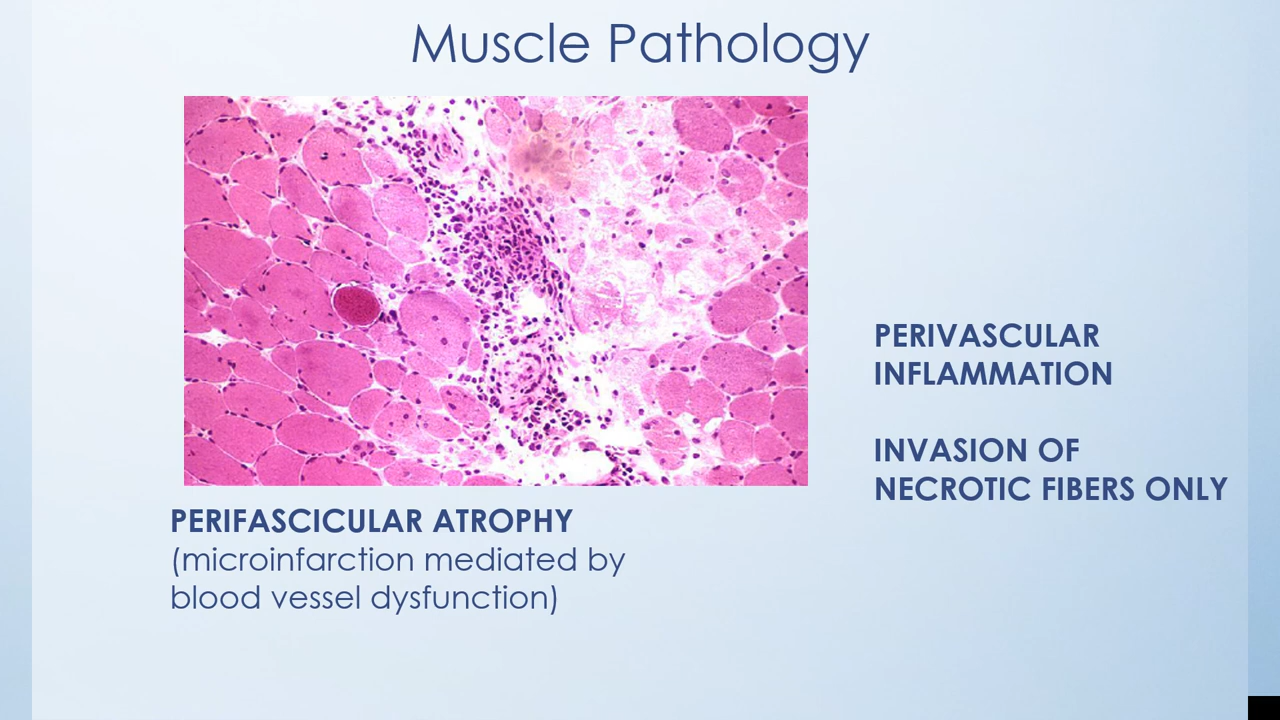 Muscle Pathology
PERIVASCULAR
INFLAMMATION
INVASION OF
NECROTIC FIBERS ONLY
PERIFASCICULAR ATROPHY
(microinfarction mediated by
blood vessel dysfunction)